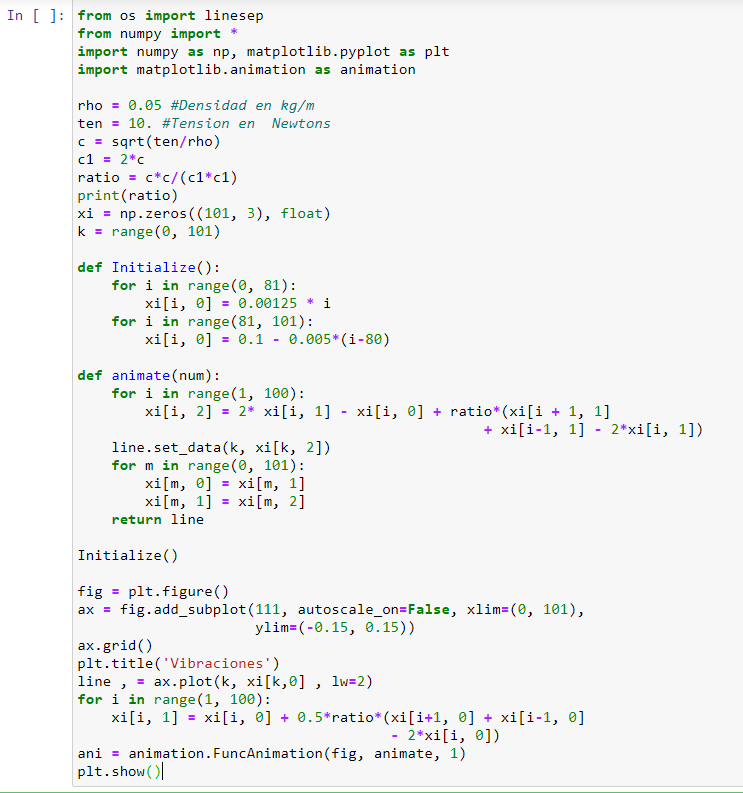 In [ ]: from os import linesep
from numpy import *
import numpy as np, matplotlib.pyplot as plt
import matplotlib.animation as animation
rho = 0.05 #Densidad en kg/m
ten = 10. #Tension en  Newtons
c = sqrt(ten/rho)
c1 = 2*c
ratio = c*c/(c1*c1)
print(ratio)
xi = np.zeros((101, 3), float)
k = range(0, 101)
def Initialize():
    for i in range(0, 81):
        xi[i, 0] = 0.00125 * i
    for i in range(81, 101):
        xi[i, 0] = 0.1 - 0.005*(i-80)
def animate(num):
    for i in range(1, 100):
        xi[i, 2] = 2* xi[i, 1] - xi[i, 0] + ratio*(xi[i + 1, 1]
                                                + xi[i-1, 1] - 2*xi[i, 1])
    line.set_data(k, xi[k, 2])
    for m in range(0, 101):
        xi[m, 0] = xi[m, 1]
        xi[m, 1] = xi[m, 2]
    return line
Initialize()
fig = plt.figure()
ax = fig.add_subplot(111, autoscale_on=False, xlim=(0, 101),
                     ylim=(-0.15, 0.15))
ax.grid()
plt.title('Vibraciones')
line , = ax.plot(k, xi[k,0] , lw=2)
for i in range(1, 100):
    xi[i, 1] = xi[i, 0] + 0.5*ratio*(xi[i+1, 0] + xi[i-1, 0]
                                     - 2*xi[i, 0])
ani = animation.FuncAnimation(fig, animate, 1)
plt.show()